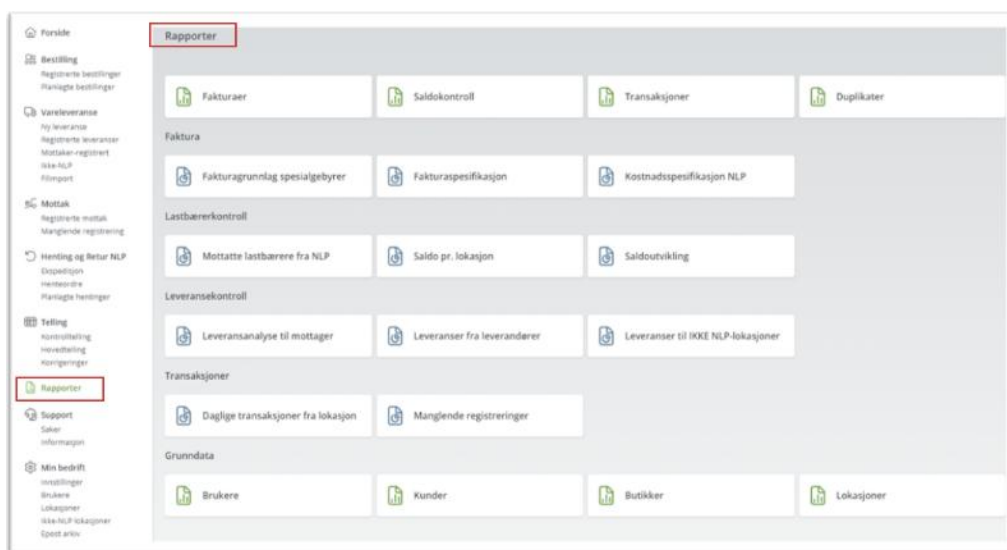 Forside
Bestilling
Registrerte bestillinger
Planlagte bestillinger
Vareleveranse
Ny leveranse
Registrerte leveranser
Mottaker-registrert
Ikke-NLP
Filimport
Mottak
Registrerte mottak
Manglende registrering
Henting og Retur NLP
Ekspedisjon
Henteordre
Planlagte hentinger
Telling
Kontrolltelling
Hovedtelling
Korrigeringer
Rapporter
Support
Saker
Informasjon
Min bedrift
Innstillinger
Brukere
Lokasjoner
Ikke-NLP lokasjoner
Epost arkiv
Rapporter
Fakturaer
Saldokontroll
Transaksjoner
Duplikater
Faktura
Fakturagrunnlag spesialgebyrer
Fakturaspesifikasjon
Kostnadsspesifikasjon NLP
Lastbærerkontroll
Mottatte lastbærere fra NLP
Saldo pr. lokasjon
Saldoutvikling
Leveransekontroll
Leveransanalyse til mottager
Leveranser fra leverandører
Leveranser til IKKE NLP-lokasjoner
Transaksjoner
Daglige transaksjoner fra lokasjon
Manglende registreringer
Grunndata
Brukere
Kunder
Butikker
Lokasjoner